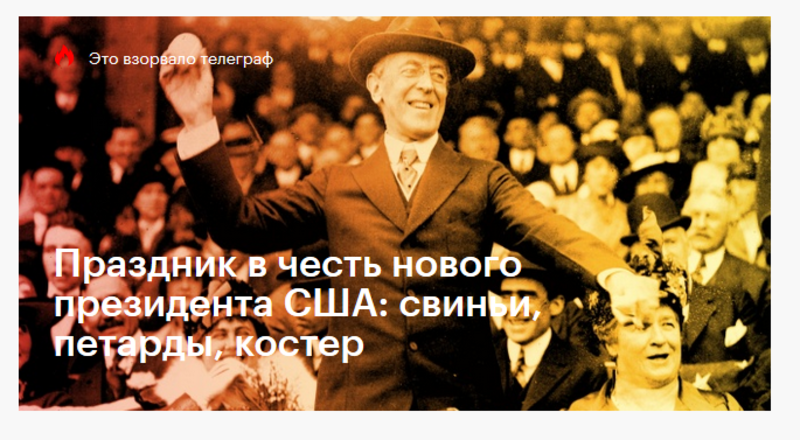 Это взорвало телеграф
Праздник в честь нового
президента США: свиньи,
петарды, костер